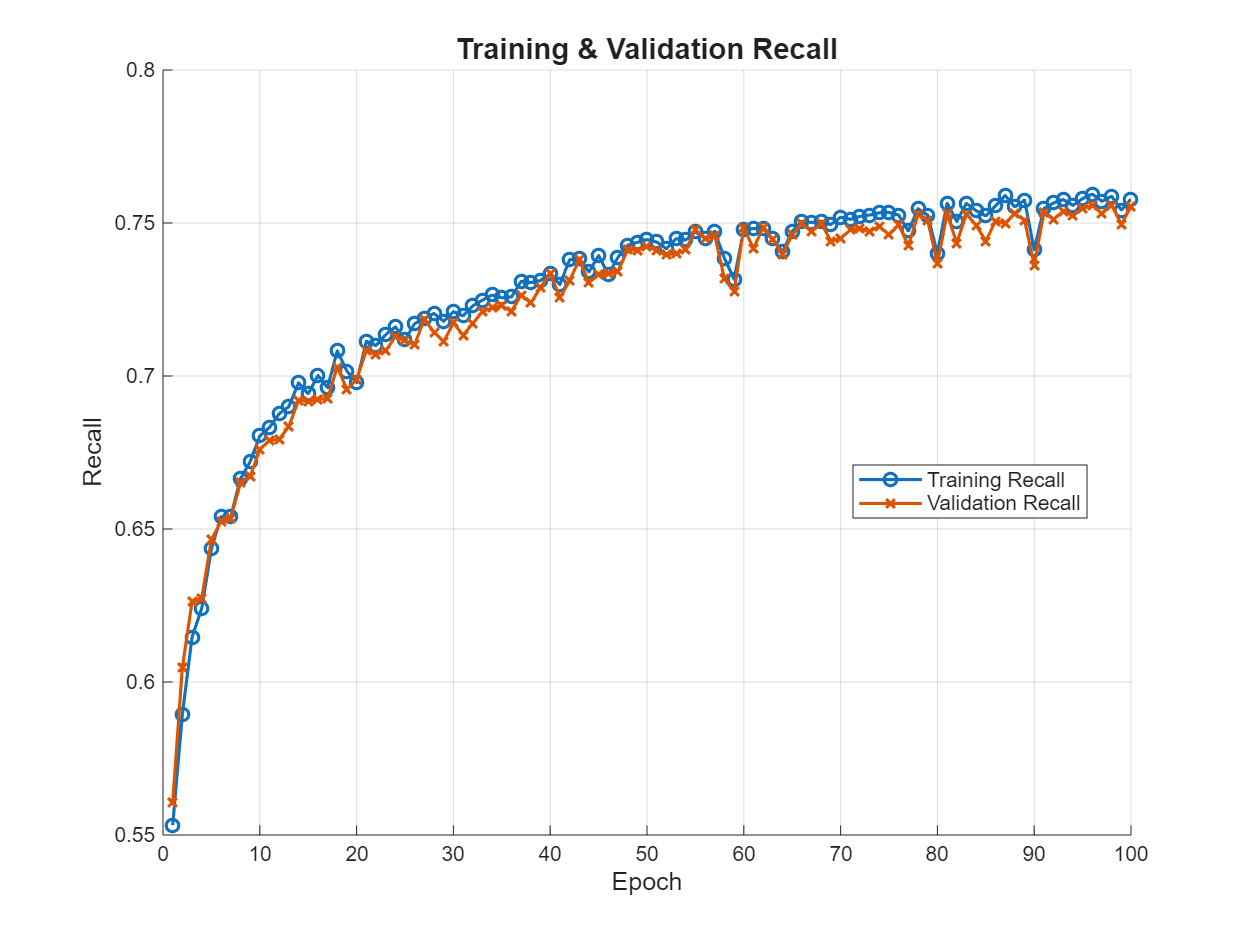 Training & Validation Recall
0.8
0.75
0.7
0.65
0.6
0.55
Recall
Training Recall
Validation Recall
0 10 20 30 40 50 60 70 80 90 100
Epoch